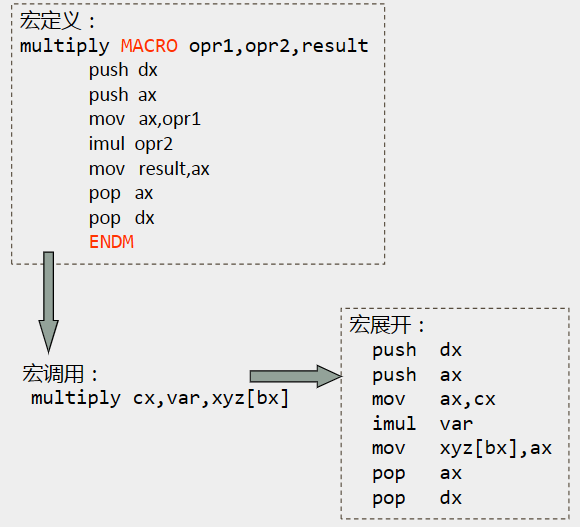 宏定义：
multiply MACRO opr1,opr2,result
push dx
push ax
mov ax,opr1
imul opr2
mov result,ax
pop ax
pop dx
ENDM
宏调用：
multiply cx,var,xyz[bx]
宏展开：
push dx
push ax
mov ax,cx
imul var
mov xyz[bx],ax
pop ax
pop dx